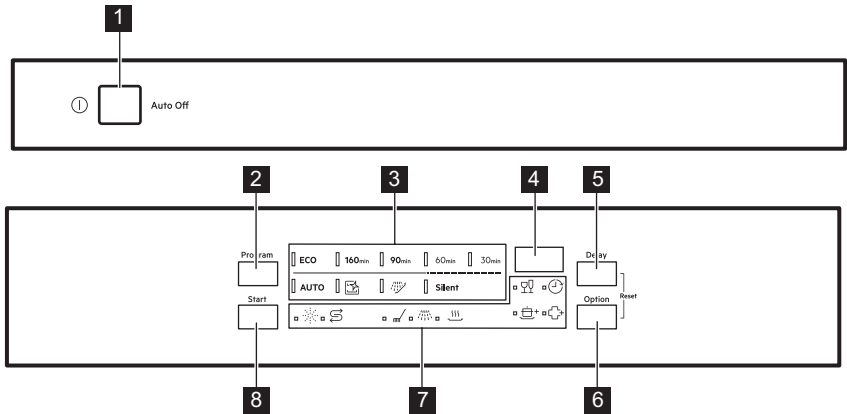 1
Auto Off
2
3
4
5
Program
ECO 160min 90min 60min 30min
Delay
AUTO Silent
Start
Option
Reset
8
7
6